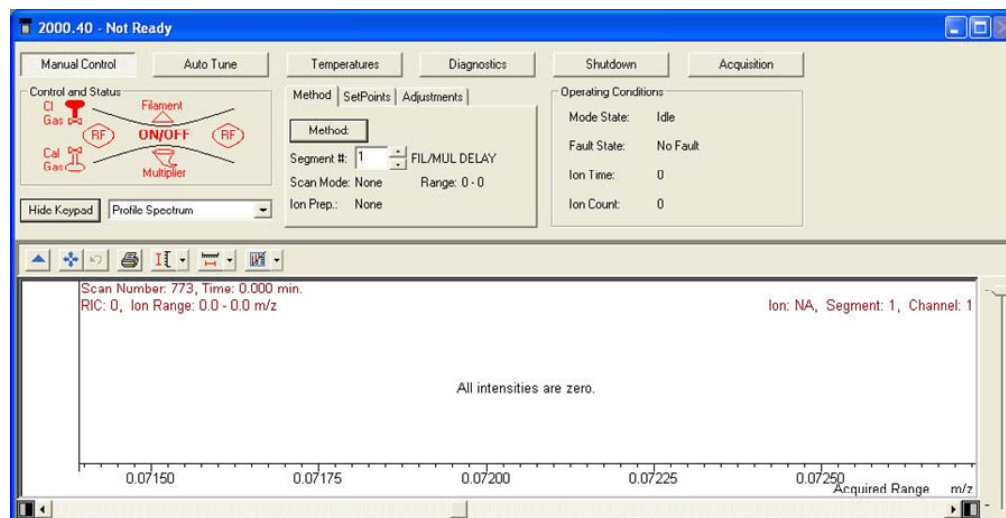 2000.40 - Not Ready
Manual Control Auto Tune Temperatures Diagnostics Shutdown Acquisition
Control and Status
CI Gas
Filament
RF ON/OFF RF
Cal Gas
Multiplier
Hide Keypad Profile Spectrum
Method SetPoints Adjustments
Method:
Segment #: 1 FIL/MUL DELAY
Scan Mode: None Range: 0 - 0
Ion Prep.: None
Operating Conditions
Mode State: Idle
Fault State: No Fault
Ion Time: 0
Ion Count: 0
Scan Number: 773, Time: 0.000 min.
RIC: 0, Ion Range: 0.0 - 0.0 m/z Ion: NA, Segment: 1, Channel: 1
All intensities are zero.
0.07150 0.07175 0.07200 0.07225 0.07250
Acquired Range m/z